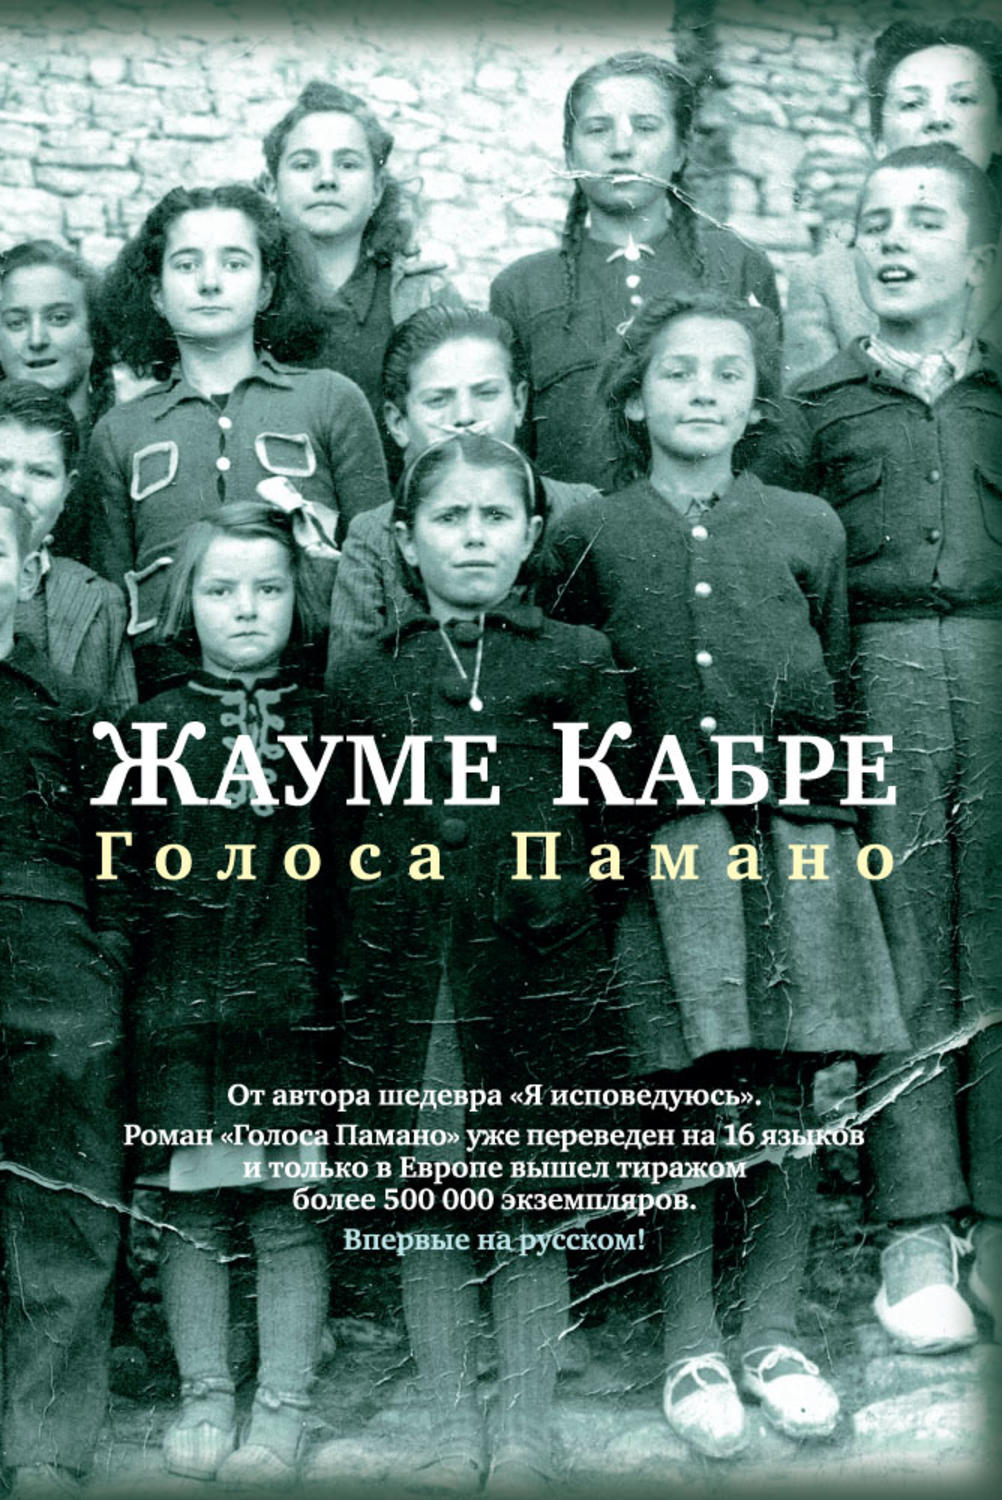 Жауме Кабре
Голоса Памано
От автора шедевра «Я исповедуюсь».
Роман «Голоса Памано» уже переведен на 16 языков
и только в Европе вышел тиражом
более 500 000 экземпляров.
Впервые на русском!